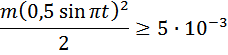 m(0,5 sin πt)²/2 ≥ 5 · 10⁻³